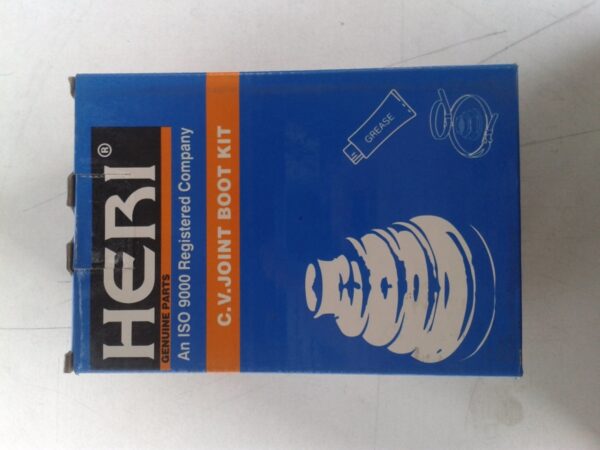 HERI®
GENUINE PARTS
An ISO 9000 Registered Company
C.V.JOINT BOOT KIT
GREASE